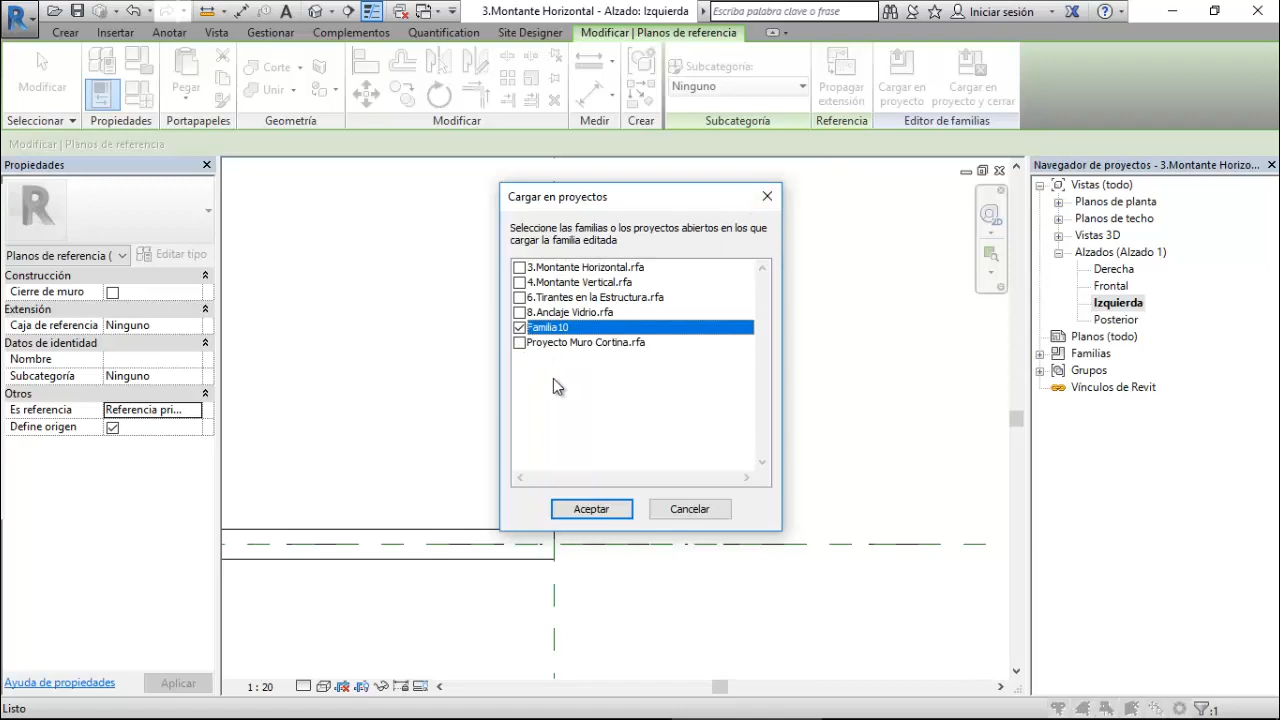 3.Montante Horizontal - Alzado: Izquierda
Escriba palabra clave o frase
Iniciar sesión
Crear
Insertar
Anotar
Vista
Gestionar
Complementos
Quantification
Site Designer
Modificar | Planos de referencia
Modificar
Pegar
Corte
Unir
Subcategoría:
Ninguno
Propagar
extensión
Cargar en
proyecto
Cargar en
proyecto y cerrar
Seleccionar
Propiedades
Portapapeles
Geometría
Modificar
Medir
Crear
Subcategoría
Referencia
Editor de familias
Modificar | Planos de referencia
Propiedades
R
Planos de referencia (
Editar tipo
Construcción
Cierre de muro
Extensión
Caja de referencia Ninguno
Datos de identidad
Nombre
Subcategoría Ninguno
Otros
Es referencia Referencia pri...
Define origen
Ayuda de propiedades
Aplicar
Cargar en proyectos
Seleccione las familias o los proyectos abiertos en los que
cargar la familia editada
3.Montante Horizontal.rfa
4.Montante Vertical.rfa
6.Tirantes en la Estructura.rfa
8.Anclaje Vidrio.rfa
Familia10
Proyecto Muro Cortina.rfa
Aceptar
Cancelar
2D
Navegador de proyectos - 3.Montante Horizo...
Vistas (todo)
Planos de planta
Planos de techo
Vistas 3D
Alzados (Alzado 1)
Derecha
Frontal
Izquierda
Posterior
Planos (todo)
Familias
Grupos
Vínculos de Revit
1 : 20
Listo
:1